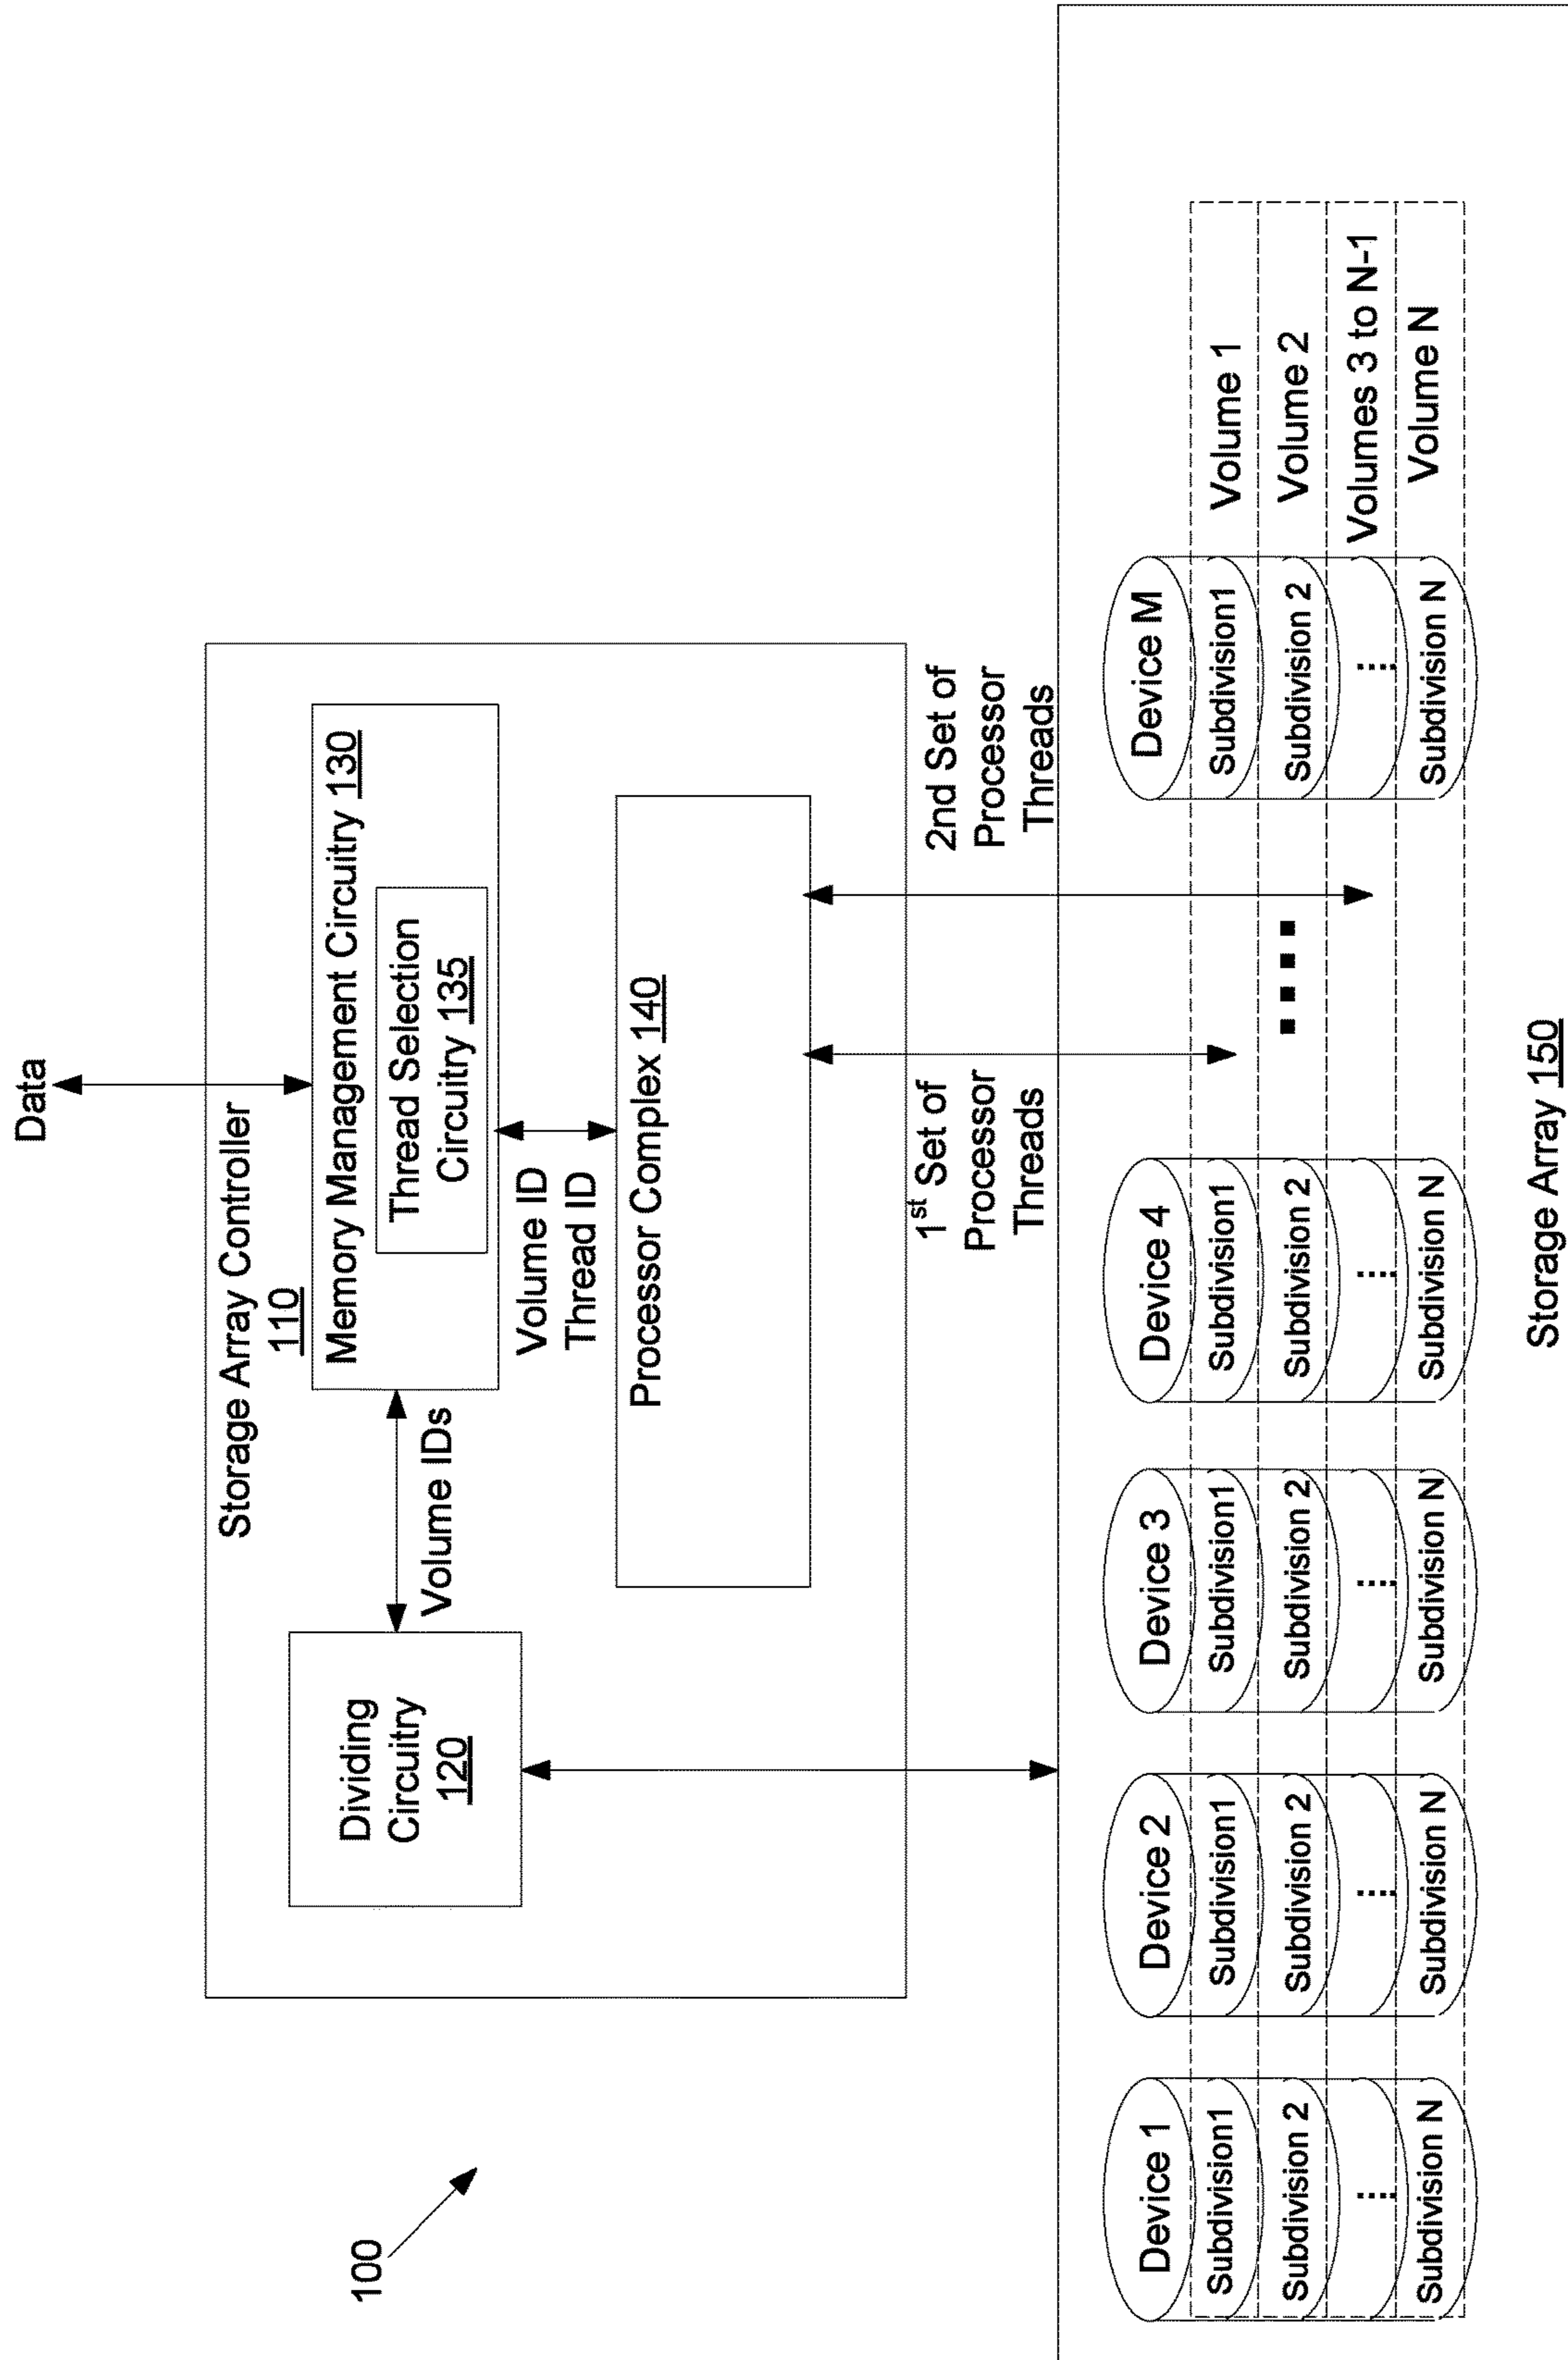 100
Data
Storage Array Controller
110
Dividing
Circuitry
120
Volume IDs
Memory Management Circuitry 130
Thread Selection
Circuitry 135
Volume ID
Thread ID
Processor Complex 140
1st Set of
Processor
Threads
2nd Set of
Processor
Threads
Device 1
Subdivision1
Subdivision 2
....
Subdivision N
Device 2
Subdivision1
Subdivision 2
....
Subdivision N
Device 3
Subdivision1
Subdivision 2
....
Subdivision N
Device 4
Subdivision1
Subdivision 2
....
Subdivision N
....
Device M
Subdivision1
Subdivision 2
....
Subdivision N
Volume 1
Volume 2
Volumes 3 to N-1
Volume N
Storage Array 150